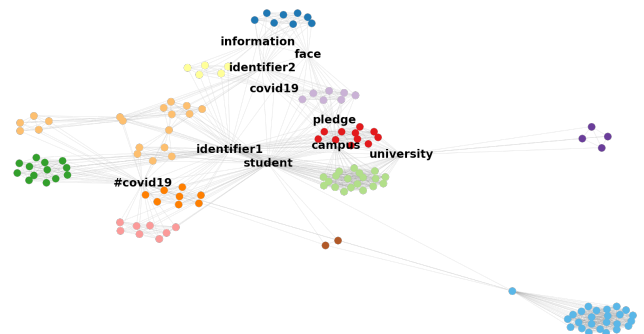 information
face
identifier2
covid19
pledge
campus
identifier1
university
student
#covid19